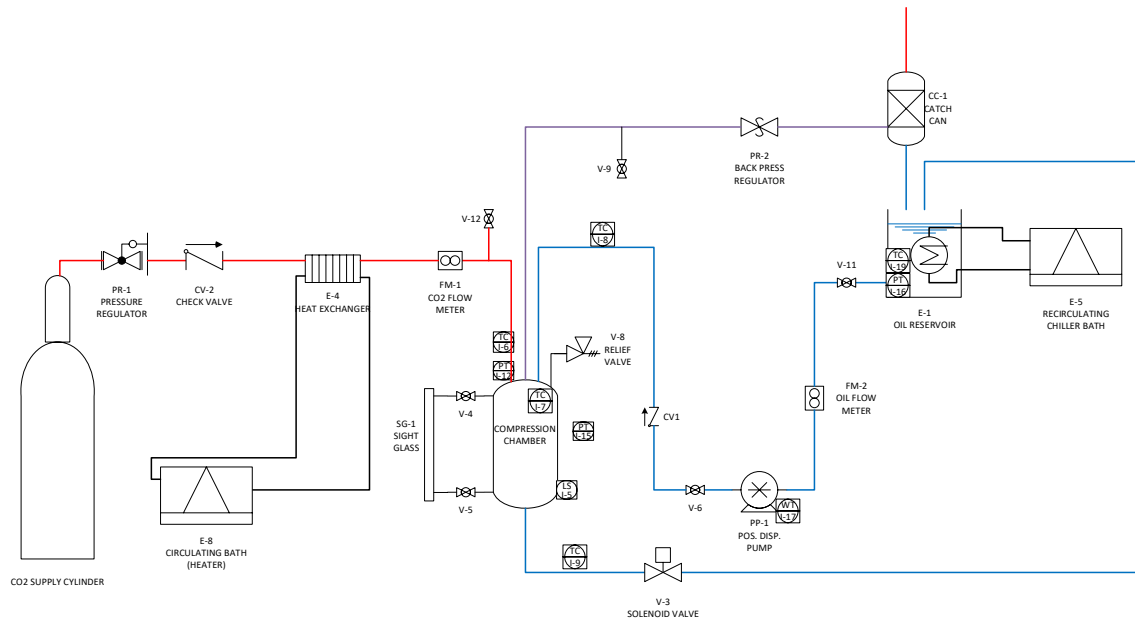 CC-1
CATCH
CAN
PR-2
BACK PRESS
REGULATOR
V-9
V-12
TC
I-8
PR-1
PRESSURE
REGULATOR
CV-2
CHECK VALVE
E-4
HEAT EXCHANGER
FM-1
CO2 FLOW
METER
V-11
TC
I-19
PT
I-16
E-1
OIL RESERVOIR
E-5
RECIRCULATING
CHILLER BATH
TC
I-6
PT
I-12
V-8
RELIEF
VALVE
TC
I-7
V-4
SG-1
SIGHT
GLASS
COMPRESSION
CHAMBER
PT
I-15
CV1
FM-2
OIL FLOW
METER
LS
I-5
V-5
V-6
WT
I-17
PP-1
POS. DISP.
PUMP
E-8
CIRCULATING BATH
(HEATER)
TC
I-9
CO2 SUPPLY CYLINDER
V-3
SOLENOID VALVE